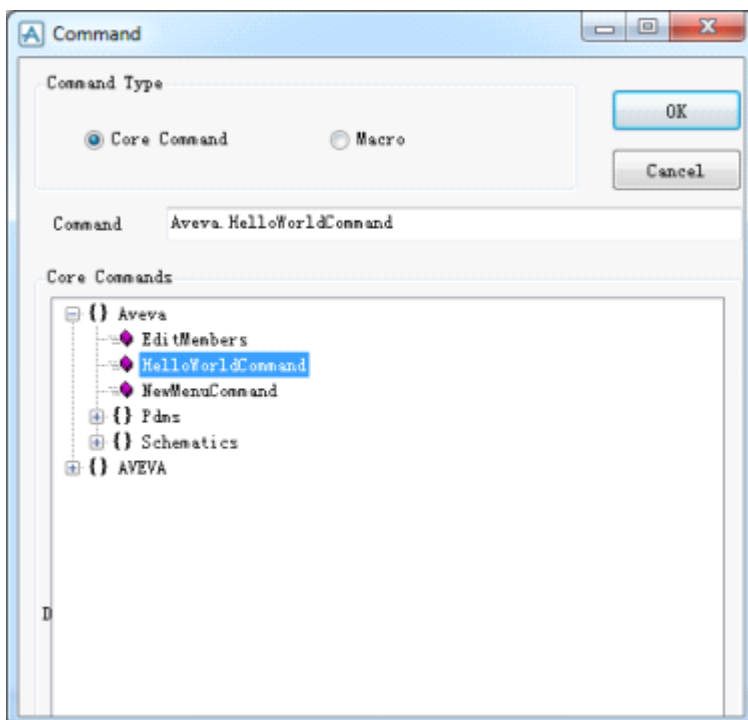 Command
Command Type
Core Command Macro
OK
Cancel
Command Aveva.HelloWorldCommand
Core Commands
{} Aveva
EditMembers
HelloWorldCommand
NewMenuCommand
{} Pdms
{} Schematics
{} AVEVA
D